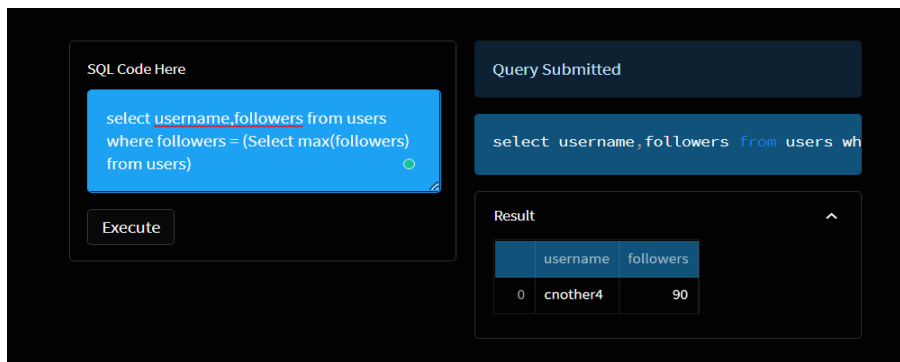 SQL Code Here
select username,followers from users
where followers = (Select max(followers)
from users)
Execute
Query Submitted
select username,followers from users wh
Result
username followers
0 cnother4 90